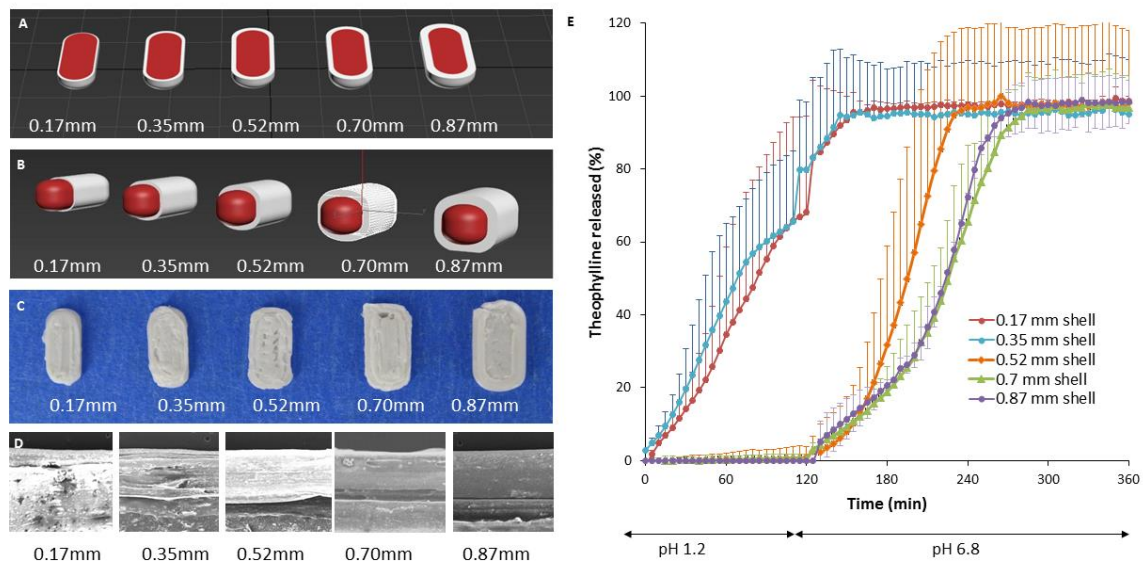 A
0.17mm 0.35mm 0.52mm 0.70mm 0.87mm
B
0.17mm 0.35mm 0.52mm 0.70mm 0.87mm
C
0.17mm 0.35mm 0.52mm 0.70mm 0.87mm
D
0.17mm 0.35mm 0.52mm 0.70mm 0.87mm
E
Theophylline released (%)
120
100
80
60
40
20
0
0.17 mm shell
0.35 mm shell
0.52 mm shell
0.7 mm shell
0.87 mm shell
0 60 120 180 240 300 360
Time (min)
pH 1.2 pH 6.8